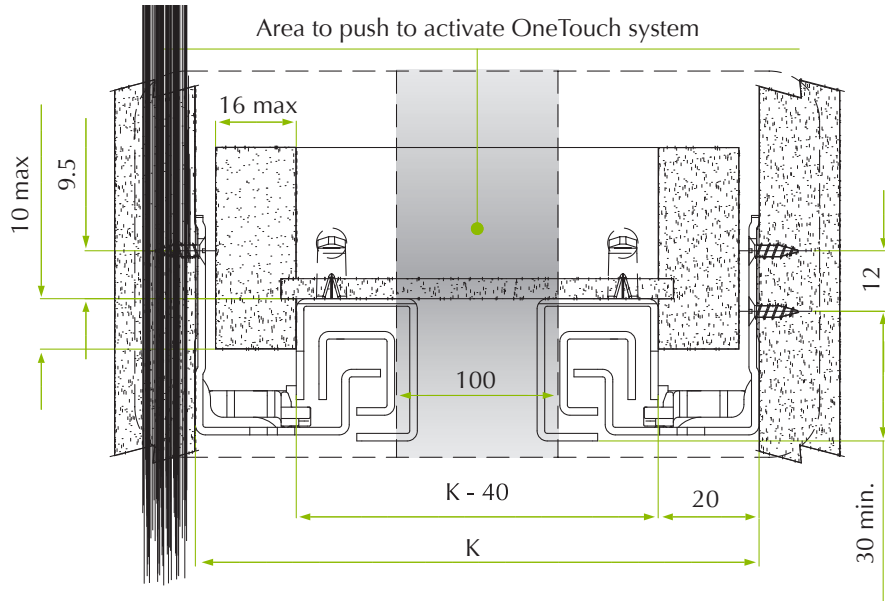 Area to push to activate OneTouch system
16 max
9.5
10 max
12
100
K - 40
20
K
30 min.